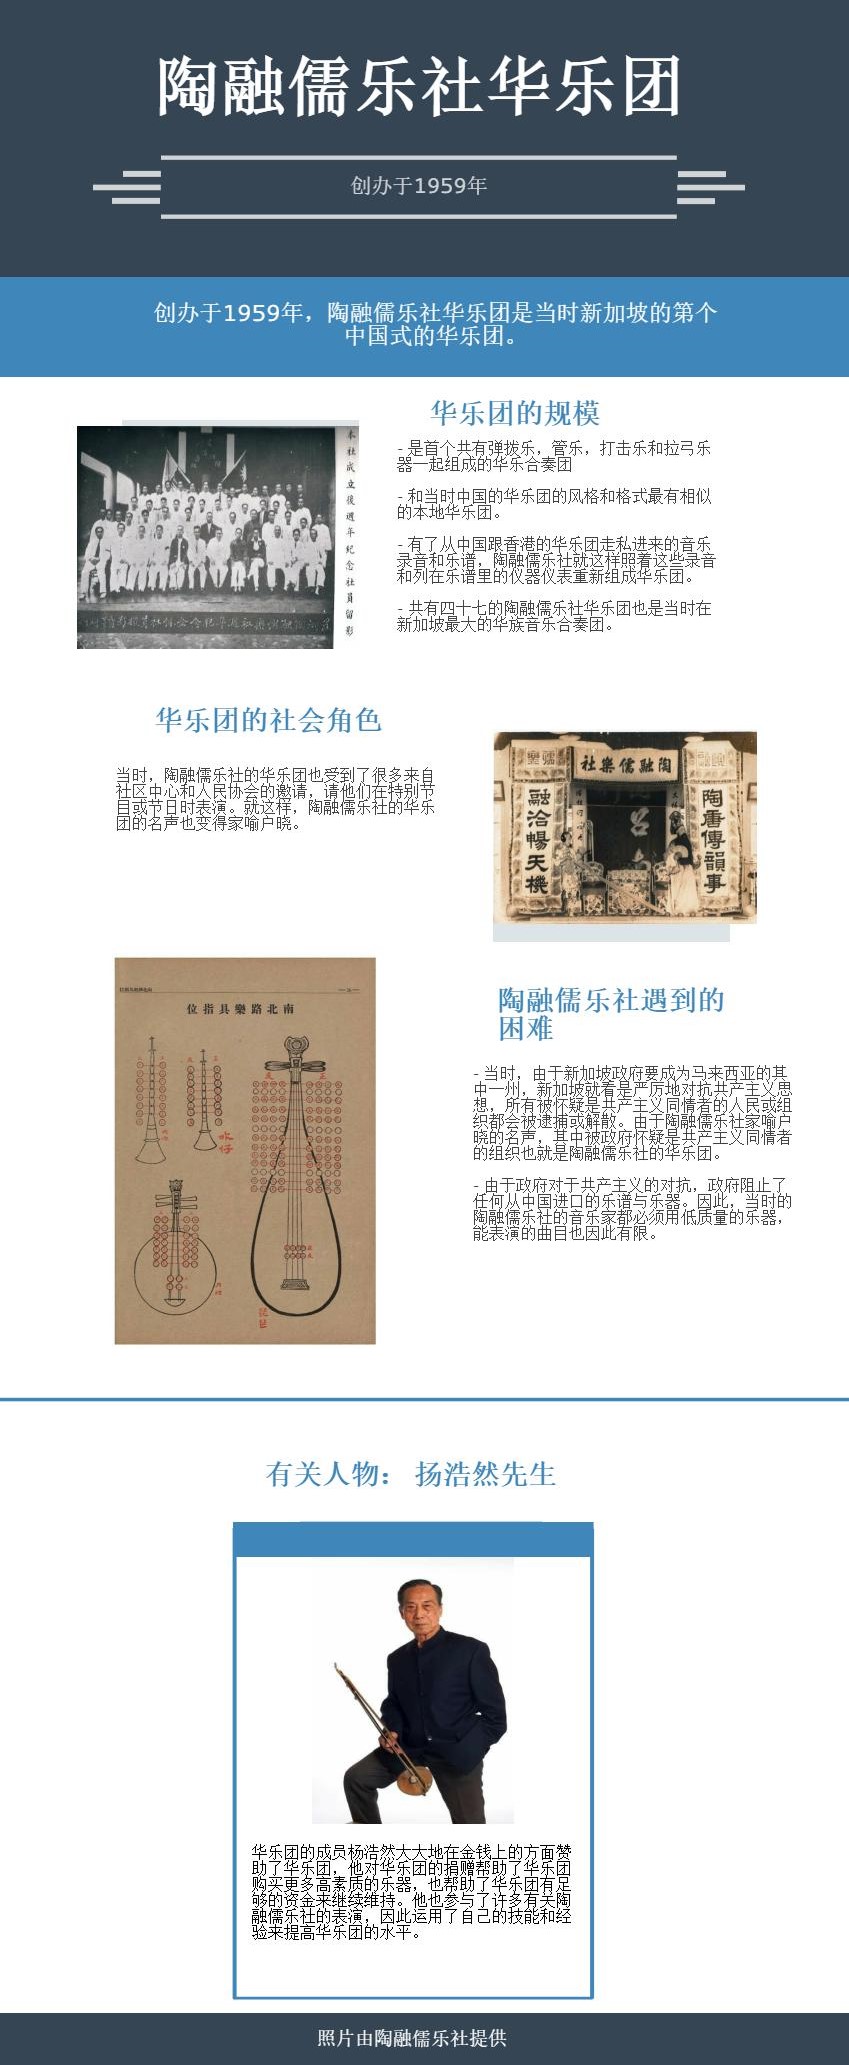 陶融儒乐社华乐团
创办于1959年
创办于1959年，陶融儒乐社华乐团是当时新加坡的第个
中国式的华乐团。
华乐团的规模
- 是首个共有弹拨乐，管乐，打击乐和拉弓乐
器一起组成的华乐合奏团
- 和当时中国的华乐团的风格和格式最有相似
的本地华乐团。
- 有了从中国跟香港的华乐团走私进来的音乐
录音和乐谱，陶融儒乐社就这样照着这些录音
和列在乐谱里的仪器仪表重新组成华乐团。
- 共有四十七的陶融儒乐社华乐团也是当时在
新加坡最大的华族音乐合奏团。
本社成立後週年纪念社員留影
华乐团的社会角色
当时，陶融儒乐社的华乐团也受到了很多来自
社区中心和人民协会的邀请，请他们在特别节
目或节日时表演。就这样，陶融儒乐社的华乐
团的名声也变得家喻户晓。
社樂儒融陶
融洽暢天機
陶唐傳韻事
位指具樂路北南
陶融儒乐社遇到的
困难
- 当时，由于新加坡政府要成为马来西亚的其
中一州，新加坡就着是严厉地对抗共产主义思
想，所有被怀疑是共产主义同情者的人民或组
织都会被逮捕或解散。由于陶融儒乐社家喻户
晓的名声，其中被政府怀疑是共产主义同情者
的组织也就是陶融儒乐社的华乐团。
- 由于政府对于共产主义的对抗，政府阻止了
任何从中国进口的乐谱与乐器。因此，当时的
陶融儒乐社的音乐家都必须用低质量的乐器，
能表演的曲目也因此有限。
有关人物： 扬浩然先生
华乐团的成员杨浩然大大地在金钱上的方面赞
助了华乐团，他对华乐团的捐赠帮助了华乐团
购买更多高素质的乐器，也帮助了华乐团有足
够的资金来继续维持。他也参与了许多有关陶
融儒乐社的表演，因此运用了自己的技能和经
验来提高华乐团的水平。
照片由陶融儒乐社提供